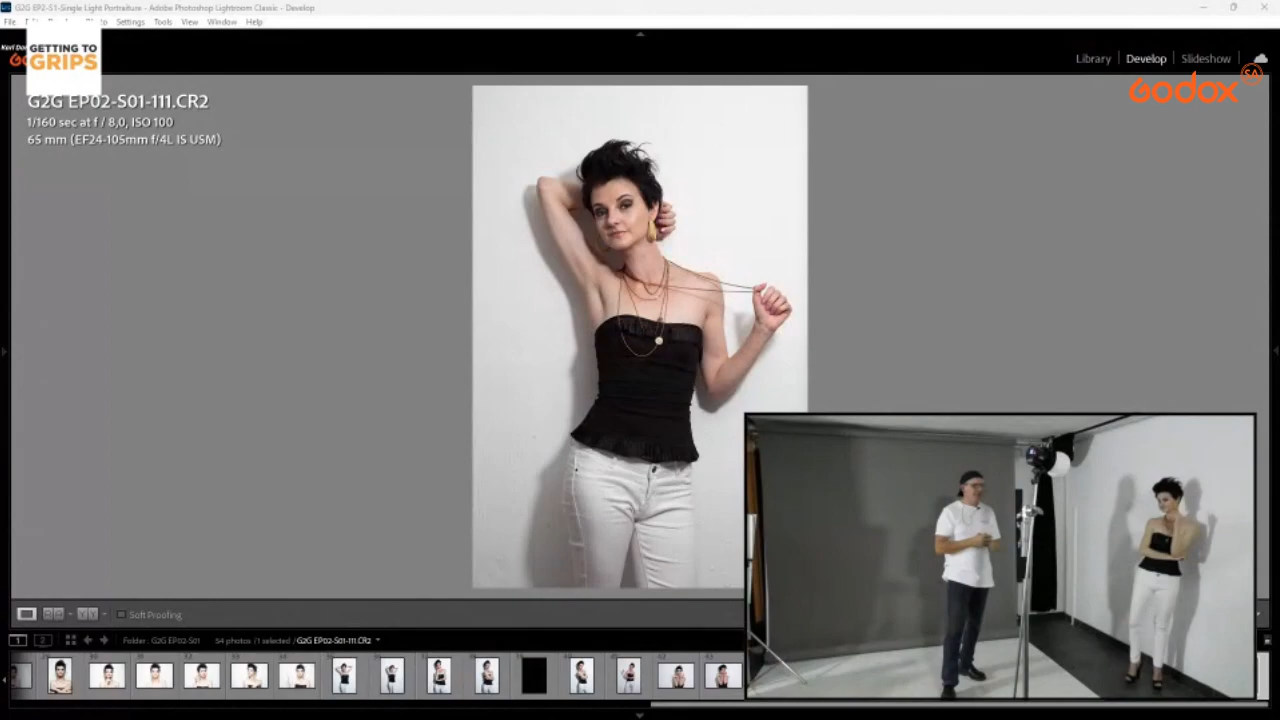 G2G EP2-S1-Single Light Portraiture - Adobe Photoshop Lightroom Classic - Develop
File
Settings Tools View Window Help
GETTING TO
GRIPS
Library Develop Slideshow
Godox SA
G2G EP02-S01-111.CR2
1/160 sec at f / 8,0, ISO 100
65 mm (EF24-105mm f/4L IS USM)
Soft Proofing
1 2 Folder : G2G EP02-S01 54 photos /1 selected /G2G EP02-S01-111.CR2